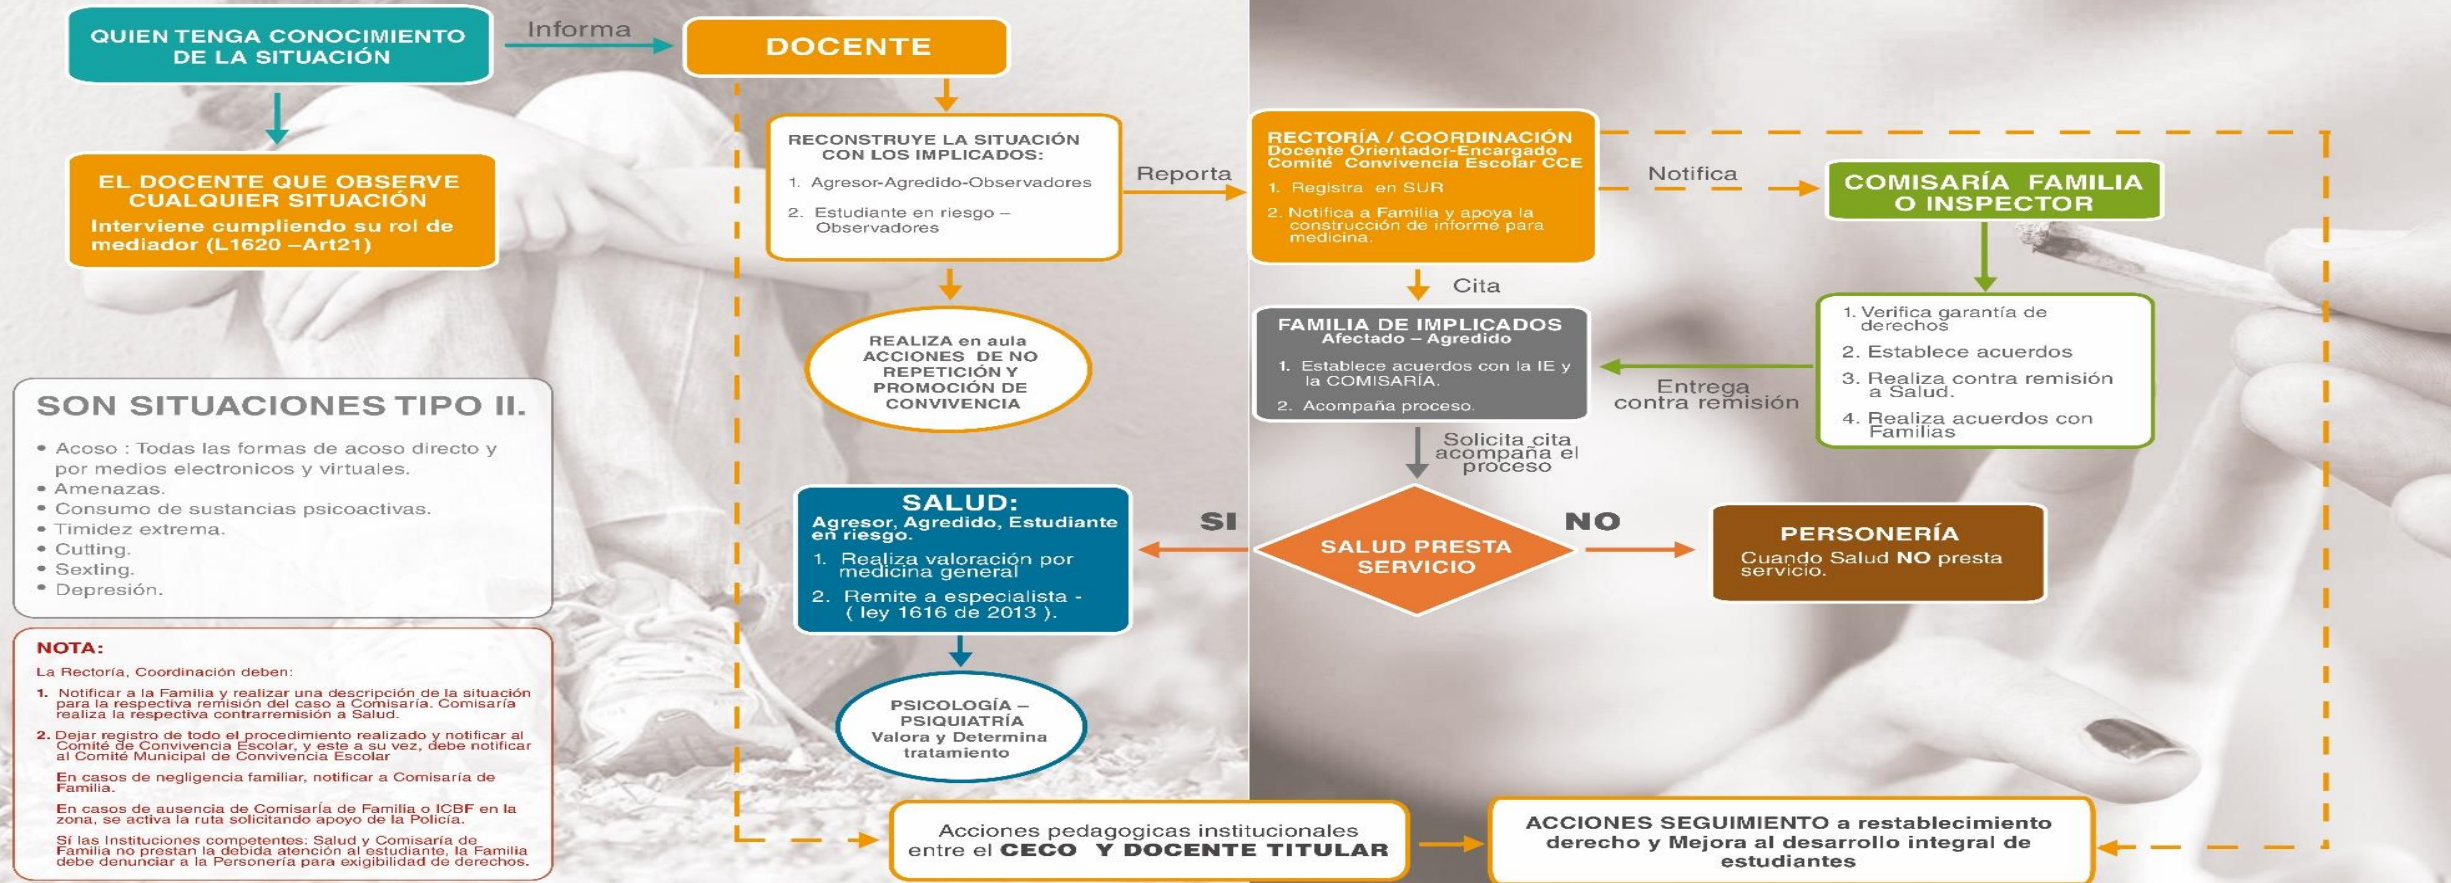 QUIEN TENGA CONOCIMIENTO
DE LA SITUACIÓN
Informa
DOCENTE
EL DOCENTE QUE OBSERVE
CUALQUIER SITUACIÓN
Interviene cumpliendo su rol de
mediador (L1620 –Art21)
RECONSTRUYE LA SITUACIÓN
CON LOS IMPLICADOS:
1. Agresor-Agredido-Observadores
2. Estudiante en riesgo –
Observadores
Reporta
RECTORÍA / COORDINACIÓN
Docente Orientador-Encargado
Comité Convivencia Escolar CCE
1. Registra en SUR
2. Notifica a Familia y apoya la
construcción de informe para
medicina.
Notifica
COMISARÍA FAMILIA
O INSPECTOR
Cita
REALIZA en aula
ACCIONES DE NO
REPETICIÓN Y
PROMOCIÓN DE
CONVIVENCIA
FAMILIA DE IMPLICADOS
Afectado – Agredido
1. Establece acuerdos con la IE y
la COMISARÍA.
2. Acompaña proceso.
Entrega
contra remisión
1. Verifica garantía de
derechos
2. Establece acuerdos
3. Realiza contra remisión
a Salud.
4. Realiza acuerdos con
Familias
Solicita cita
acompaña el
proceso
SON SITUACIONES TIPO II.
• Acoso : Todas las formas de acoso directo y
por medios electronicos y virtuales.
• Amenazas.
• Consumo de sustancias psicoactivas.
• Timidez extrema.
• Cutting.
• Sexting.
• Depresión.
SALUD:
Agresor, Agredido, Estudiante
en riesgo.
1. Realiza valoración por
medicina general
2. Remite a especialista -
( ley 1616 de 2013 ).
SI
SALUD PRESTA
SERVICIO
NO
PERSONERÍA
Cuando Salud NO presta
servicio.
PSICOLOGÍA –
PSIQUIATRÍA
Valora y Determina
tratamiento
NOTA:
La Rectoría, Coordinación deben:
1. Notificar a la Familia y realizar una descripción de la situación
para la respectiva remisión del caso a Comisaría. Comisaría
realiza la respectiva contrarremisión a Salud.
2. Dejar registro de todo el procedimiento realizado y notificar al
Comité de Convivencia Escolar, y este a su vez, debe notificar
al Comité Municipal de Convivencia Escolar
En casos de negligencia familiar, notificar a Comisaría de
Familia.
En casos de ausencia de Comisaría de Familia o ICBF en la
zona, se activa la ruta solicitando apoyo de la Policía.
Sí las Instituciones competentes: Salud y Comisaría de
Familia no prestan la debida atención al estudiante, la Familia
debe denunciar a la Personería para exigibilidad de derechos.
Acciones pedagogicas institucionales
entre el CECO Y DOCENTE TITULAR
ACCIONES SEGUIMIENTO a restablecimiento
derecho y Mejora al desarrollo integral de
estudiantes